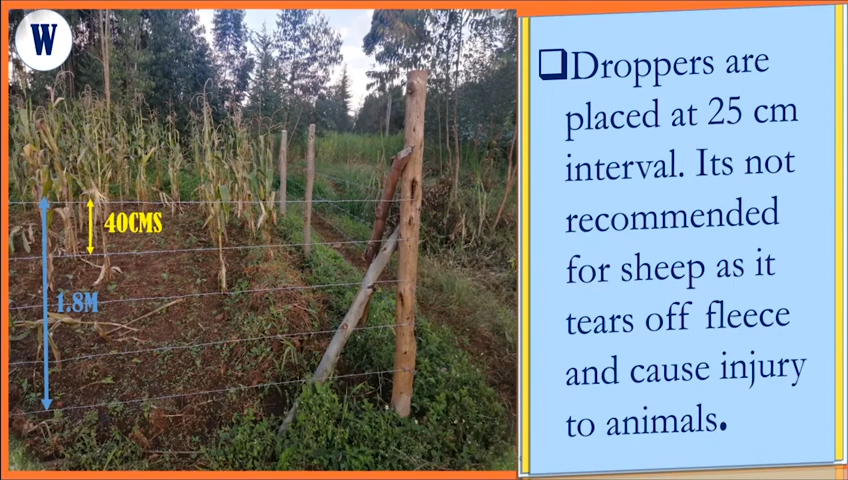 W
40CMS
1.8M
❑Droppers are
placed at 25 cm
interval. Its not
recommended
for sheep as it
tears off fleece
and cause injury
to animals.